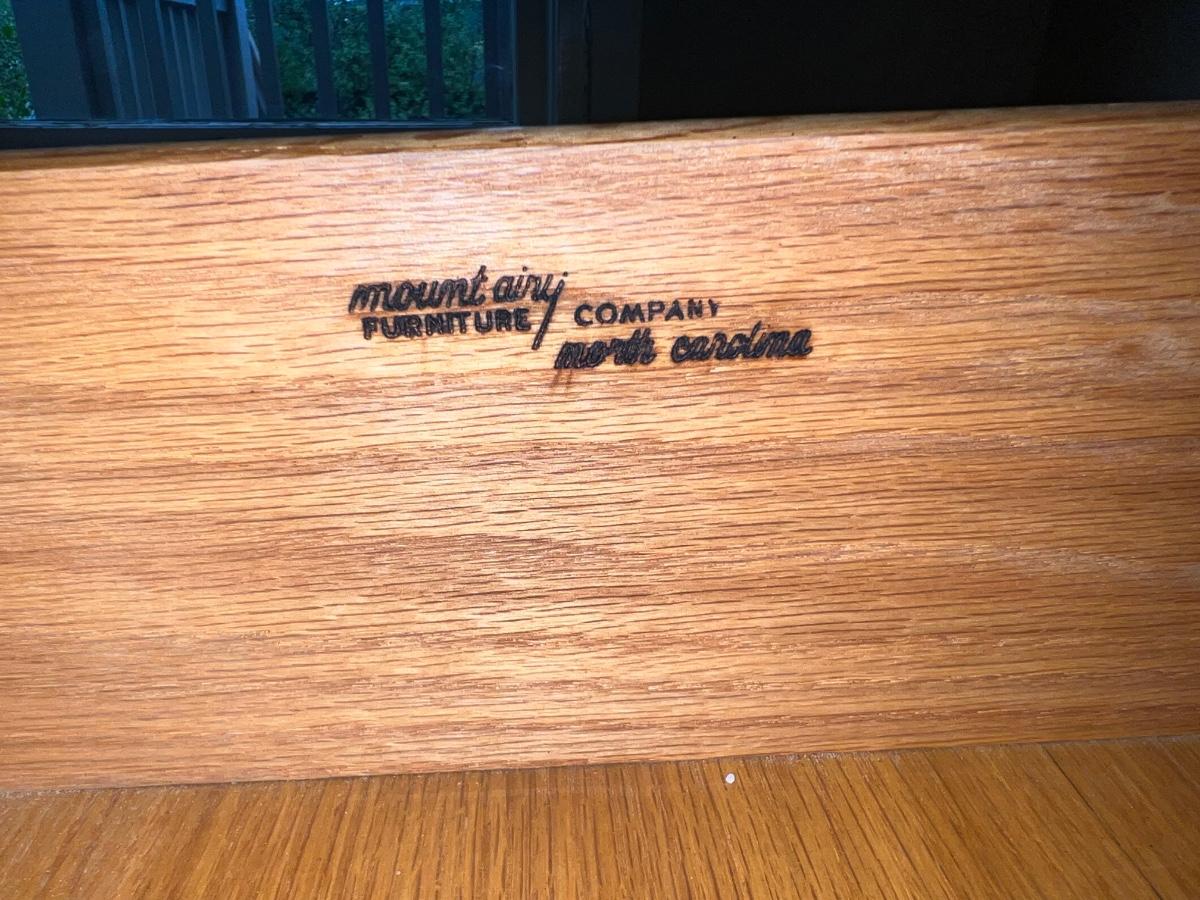 mount airy
FURNITURE COMPANY
north carolina